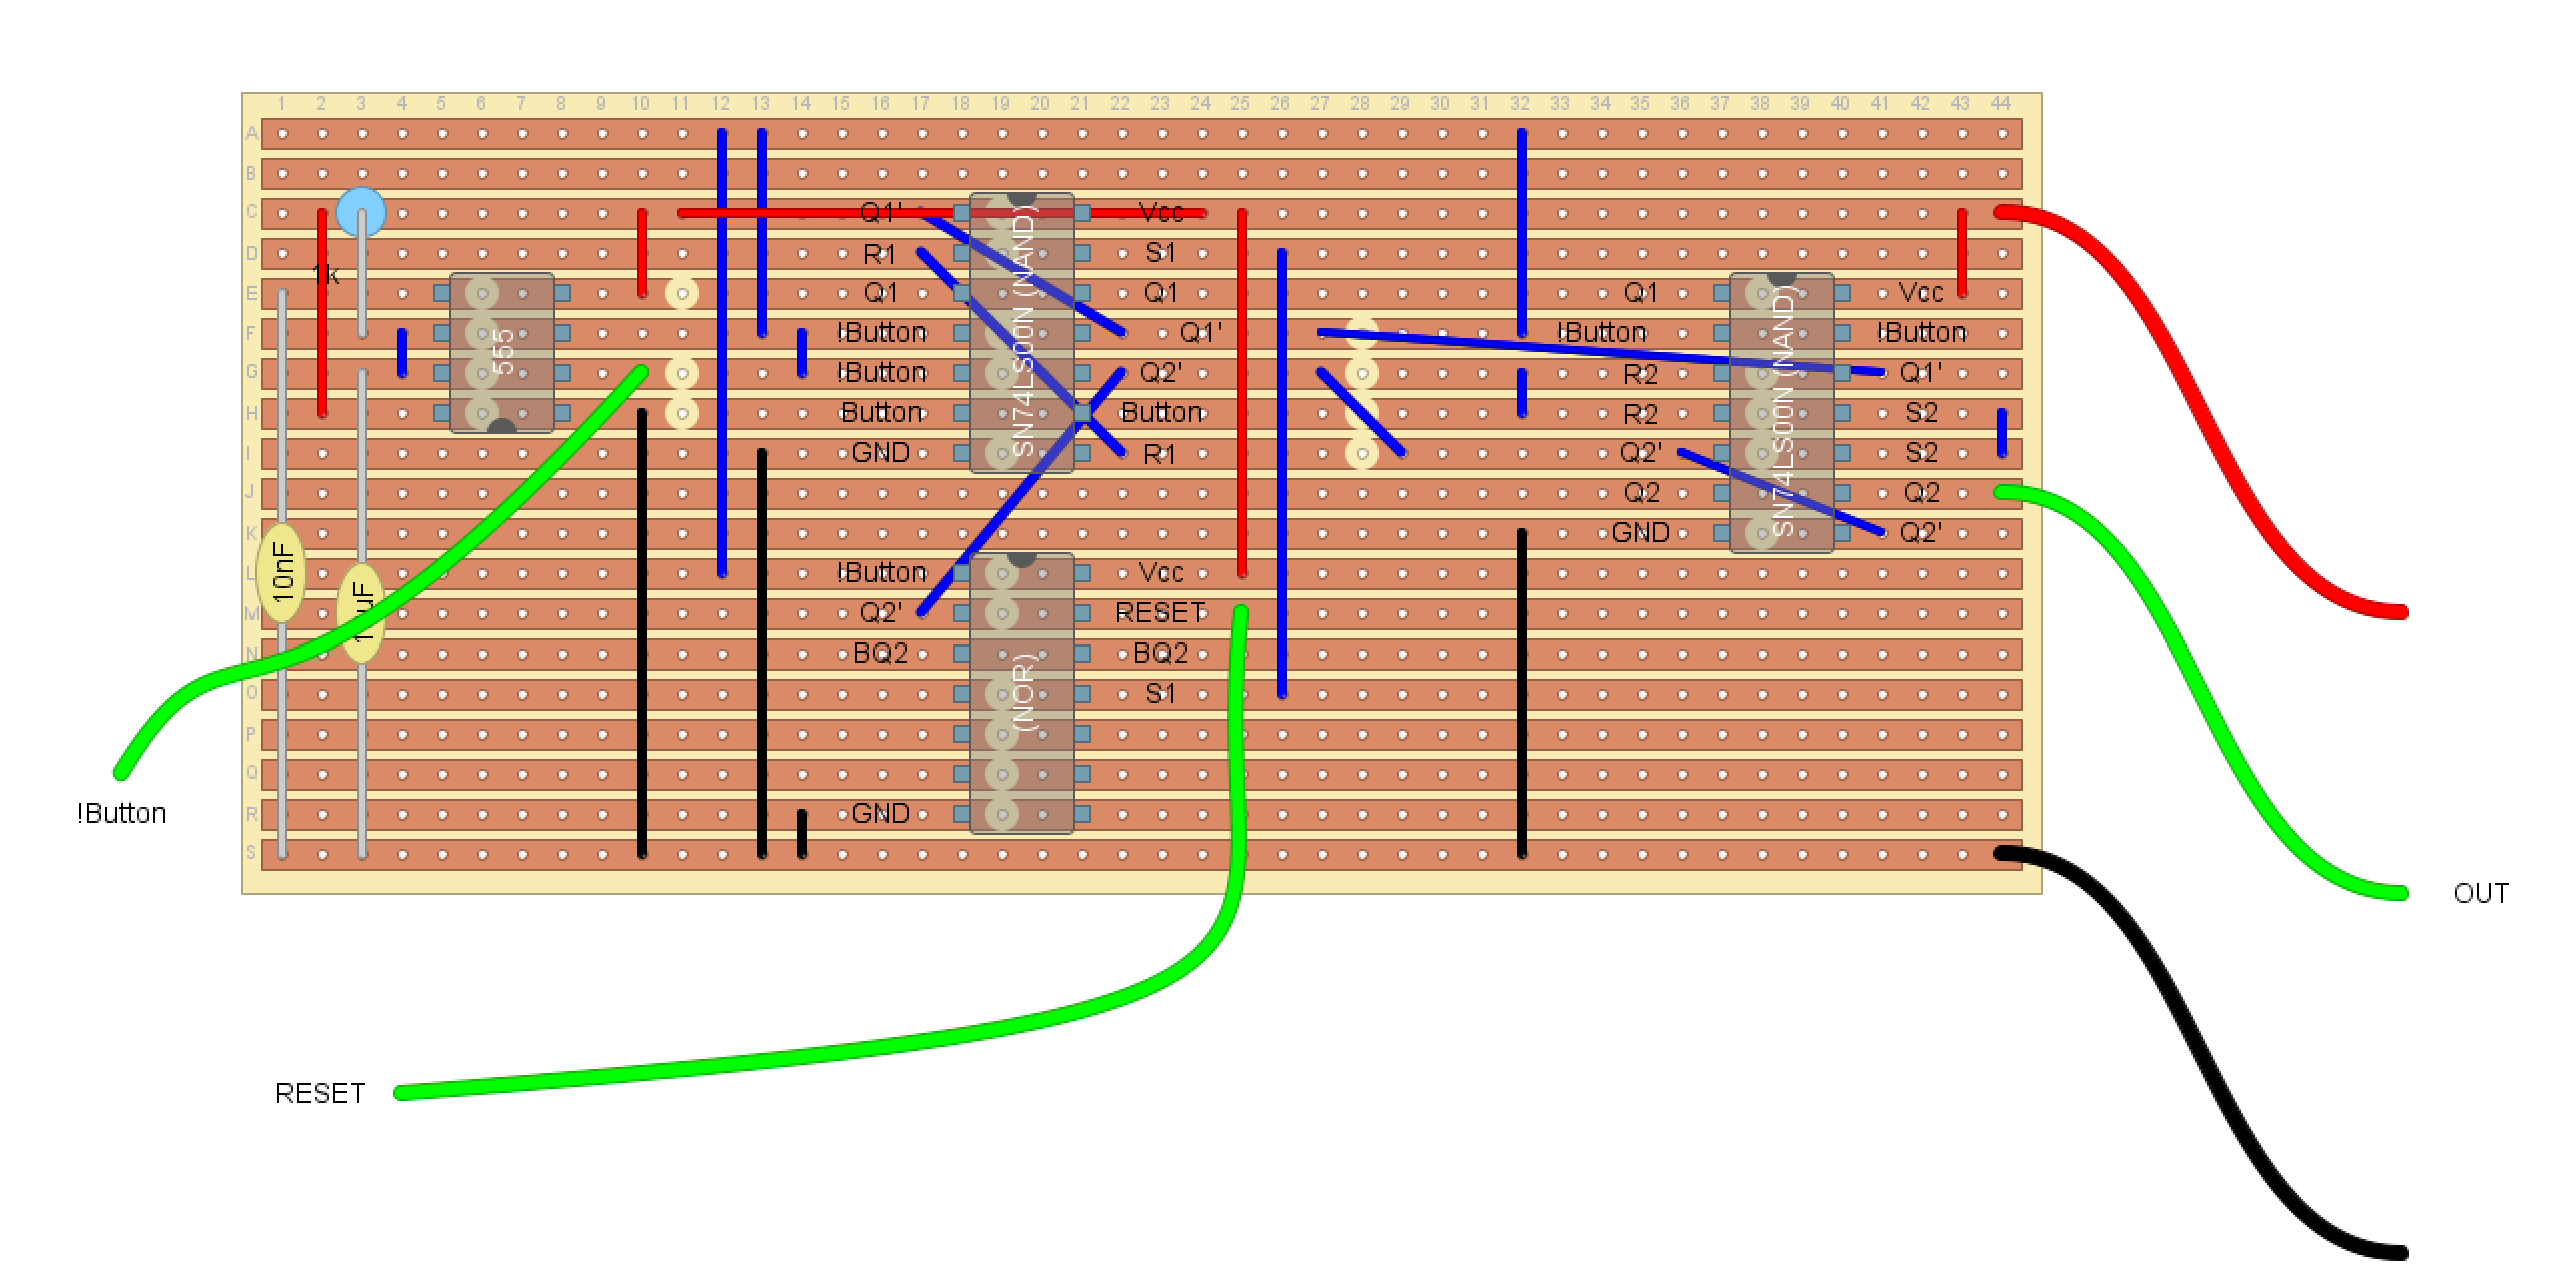 1 2 3 4 5 6 7 8 9 10 11 12 13 14 15 16 17 18 19 20 21 22 23 24 25 26 27 28 29 30 31 32 33 34 35 36 37 38 39 40 41 42 43 44
A
B
C Q1' Vcc
D R1 S1
1k
E Q1 Q1 Q1 Vcc
F !Button Q1' !Button !Button
G !Button Q2' R2 Q1'
H Button Button R2 S2
I GND R1 Q2' S2
J Q2 Q2
K GND Q2'
L !Button Vcc
M Q2' RESET
N BQ2 BQ2
O S1
P
Q
R GND
S
555
SN74LS00N (NAND)
SN74LS00N (NAND)
(NOR)
10nF
!Button
OUT
RESET